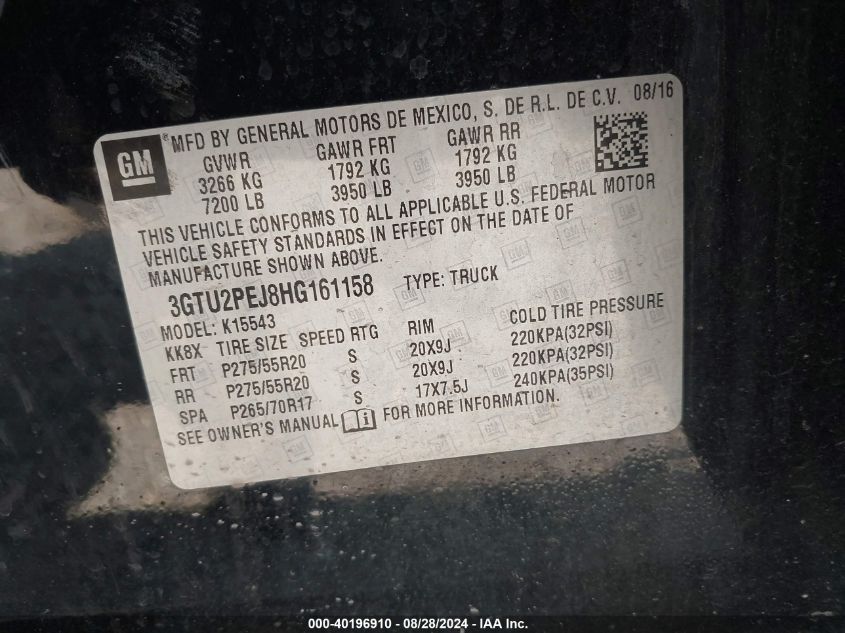 GM ® MFD BY GENERAL MOTORS DE MEXICO, S. DE R.L. DE C.V. 08/16
GVWR GAWR FRT GAWR RR
3266 KG 1792 KG 1792 KG
7200 LB 3950 LB 3950 LB
THIS VEHICLE CONFORMS TO ALL APPLICABLE U.S. FEDERAL MOTOR
VEHICLE SAFETY STANDARDS IN EFFECT ON THE DATE OF
MANUFACTURE SHOWN ABOVE.
3GTU2PEJ8HG161158 TYPE: TRUCK
MODEL: K15543
KK8X TIRE SIZE SPEED RTG RIM COLD TIRE PRESSURE
FRT P275/55R20 S 20X9J 220KPA(32PSI)
RR P275/55R20 S 20X9J 220KPA(32PSI)
SPA P265/70R17 S 17X7.5J 240KPA(35PSI)
SEE OWNER'S MANUAL FOR MORE INFORMATION.
000-40196910 - 08/28/2024 - IAA Inc.